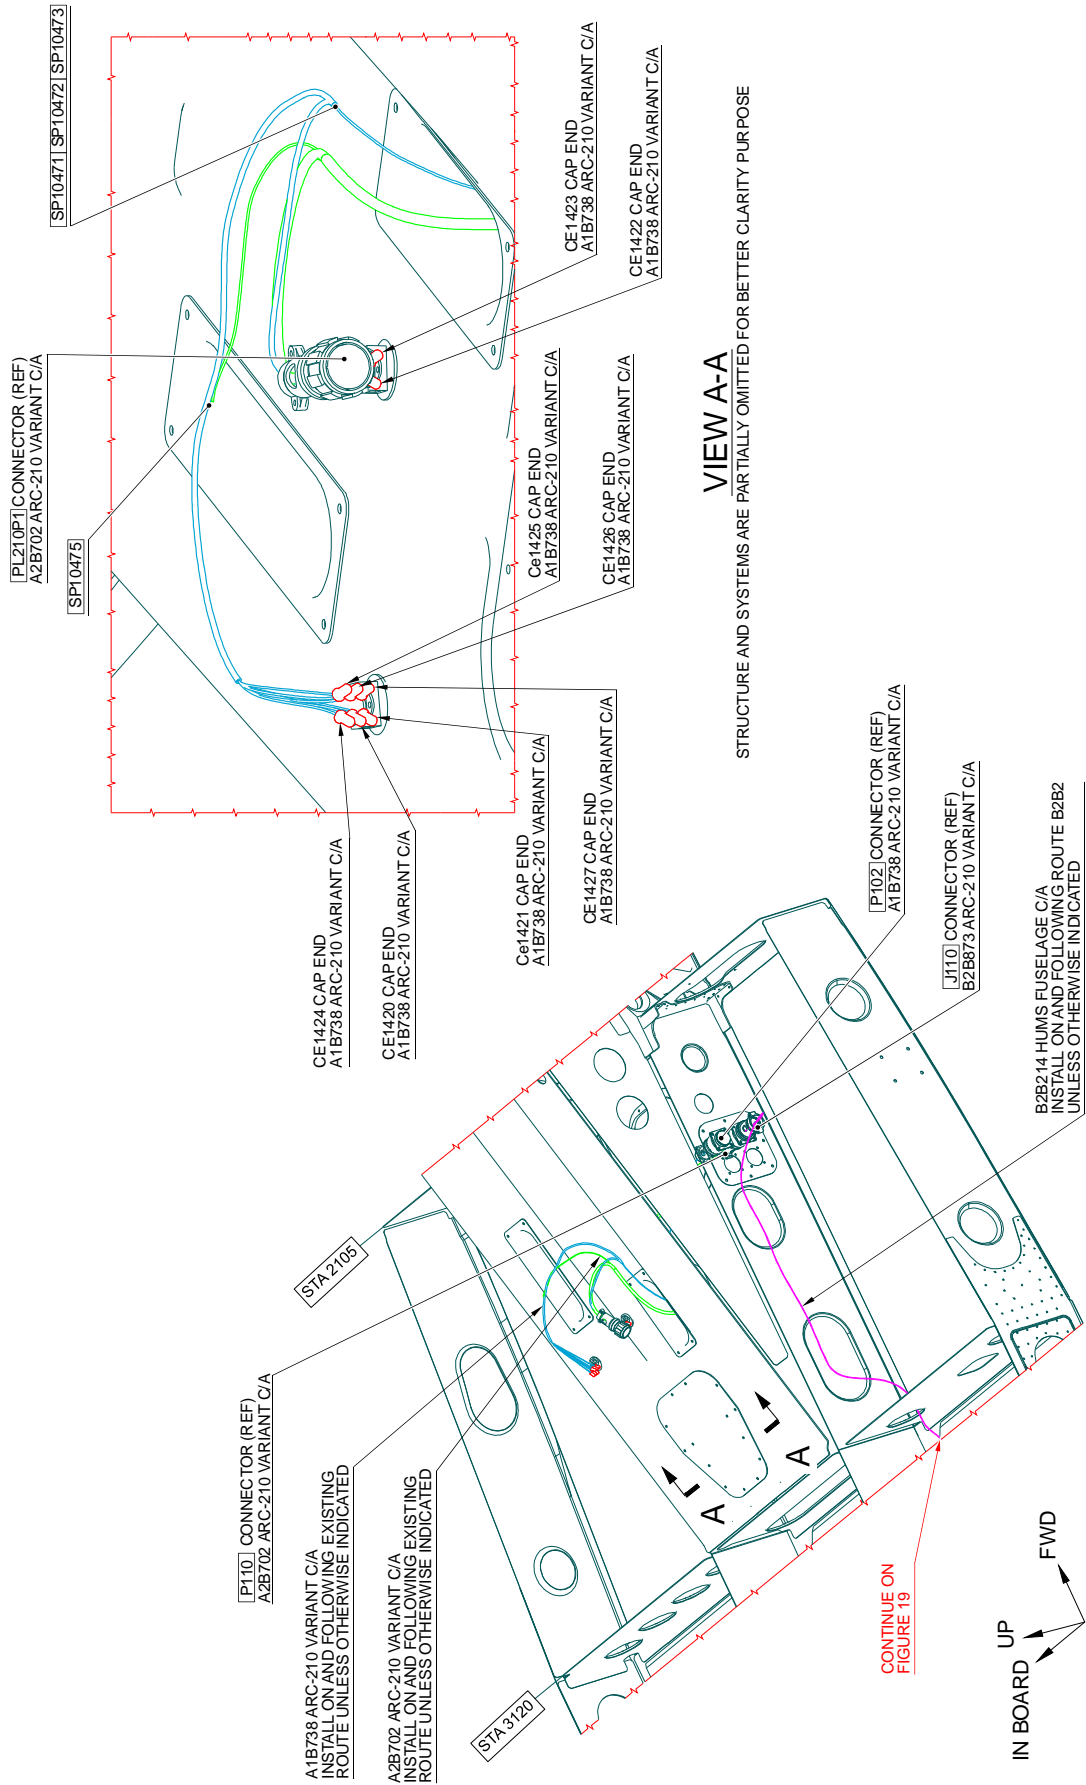 PL210P1 CONNECTOR (REF)
A2B702 ARC-210 VARIANT C/A
SP10471 SP10472 SP10473
SP10475
CE1423 CAP END
A1B738 ARC-210 VARIANT C/A
CE1422 CAP END
A1B738 ARC-210 VARIANT C/A
Ce1425 CAP END
A1B738 ARC-210 VARIANT C/A
CE1426 CAP END
A1B738 ARC-210 VARIANT C/A
CE1424 CAP END
A1B738 ARC-210 VARIANT C/A
CE1420 CAP END
A1B738 ARC-210 VARIANT C/A
Ce1421 CAP END
A1B738 ARC-210 VARIANT C/A
CE1427 CAP END
A1B738 ARC-210 VARIANT C/A
VIEW A-A
STRUCTURE AND SYSTEMS ARE PARTIALLY OMITTED FOR BETTER CLARITY PURPOSE
P110 CONNECTOR (REF)
A2B702 ARC-210 VARIANT C/A
A1B738 ARC-210 VARIANT C/A
INSTALL ON AND FOLLOWING EXISTING
ROUTE UNLESS OTHERWISE INDICATED
A2B702 ARC-210 VARIANT C/A
INSTALL ON AND FOLLOWING EXISTING
ROUTE UNLESS OTHERWISE INDICATED
STA 2105
STA 3120
P102 CONNECTOR (REF)
A1B738 ARC-210 VARIANT C/A
J110 CONNECTOR (REF)
B2B873 ARC-210 VARIANT C/A
B2B214 HUMS FUSELAGE C/A
INSTALL ON AND FOLLOWING ROUTE B2B2
UNLESS OTHERWISE INDICATED
A
A
CONTINUE ON
FIGURE 19
IN BOARD
UP
FWD